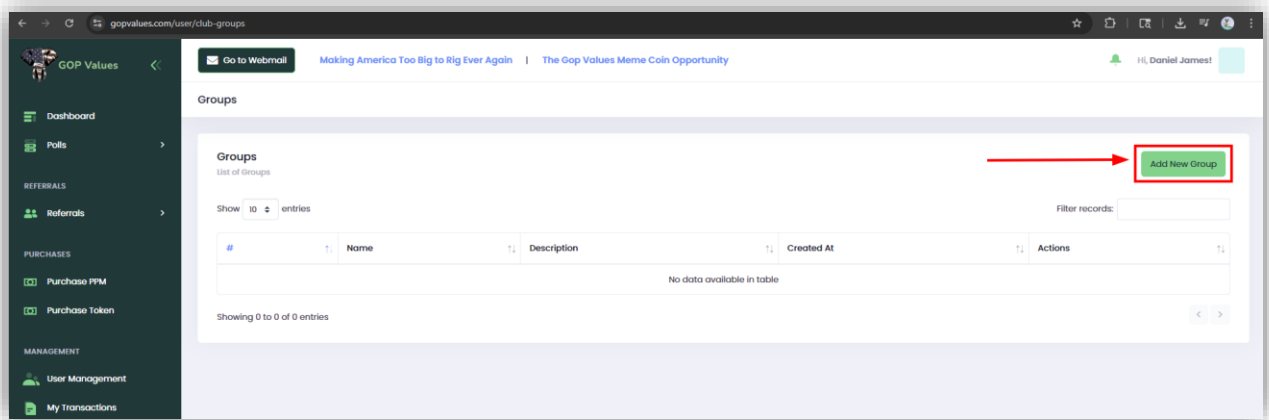 gopvalues.com/user/club-groups
GOP Values
Go to Webmail
Making America Too Big to Rig Ever Again | The Gop Values Meme Coin Opportunity
Hi, Daniel James!
Groups
Dashboard
Polls
REFERRALS
Referrals
PURCHASES
Purchase PPM
Purchase Token
MANAGEMENT
User Management
My Transactions
Groups
List of Groups
Add New Group
Show 10 entries
Filter records:
# Name Description Created At Actions
No data available in table
Showing 0 to 0 of 0 entries